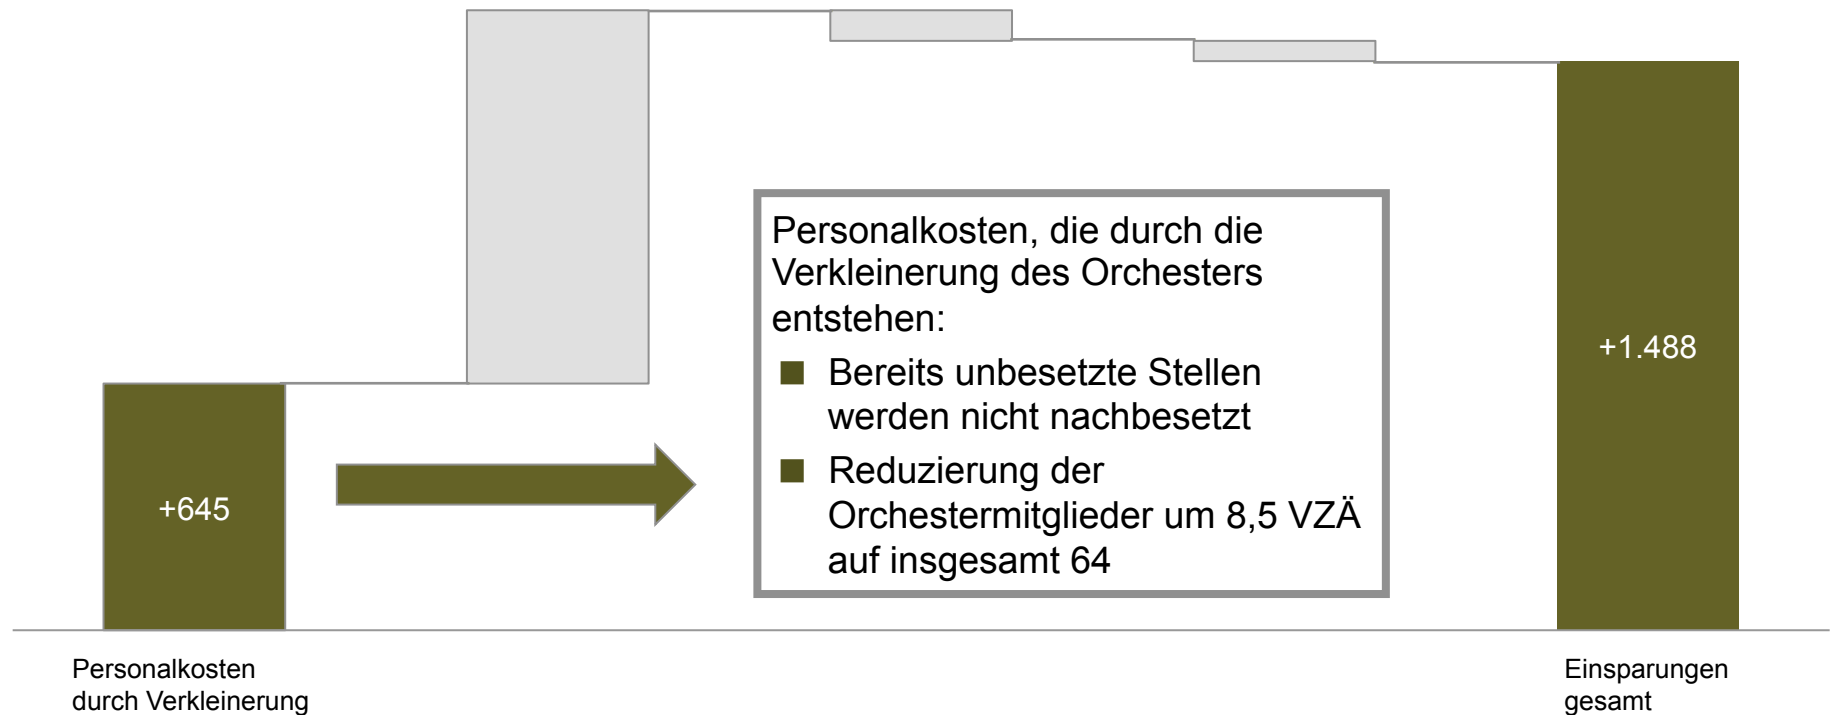 Personalkosten, die durch die
Verkleinerung des Orchesters
entstehen:
Bereits unbesetzte Stellen
werden nicht nachbesetzt
Reduzierung der
Orchestermitglieder um 8,5 VZÄ
auf insgesamt 64
+1.488
+645
Personalkosten
durch Verkleinerung
Einsparungen
gesamt